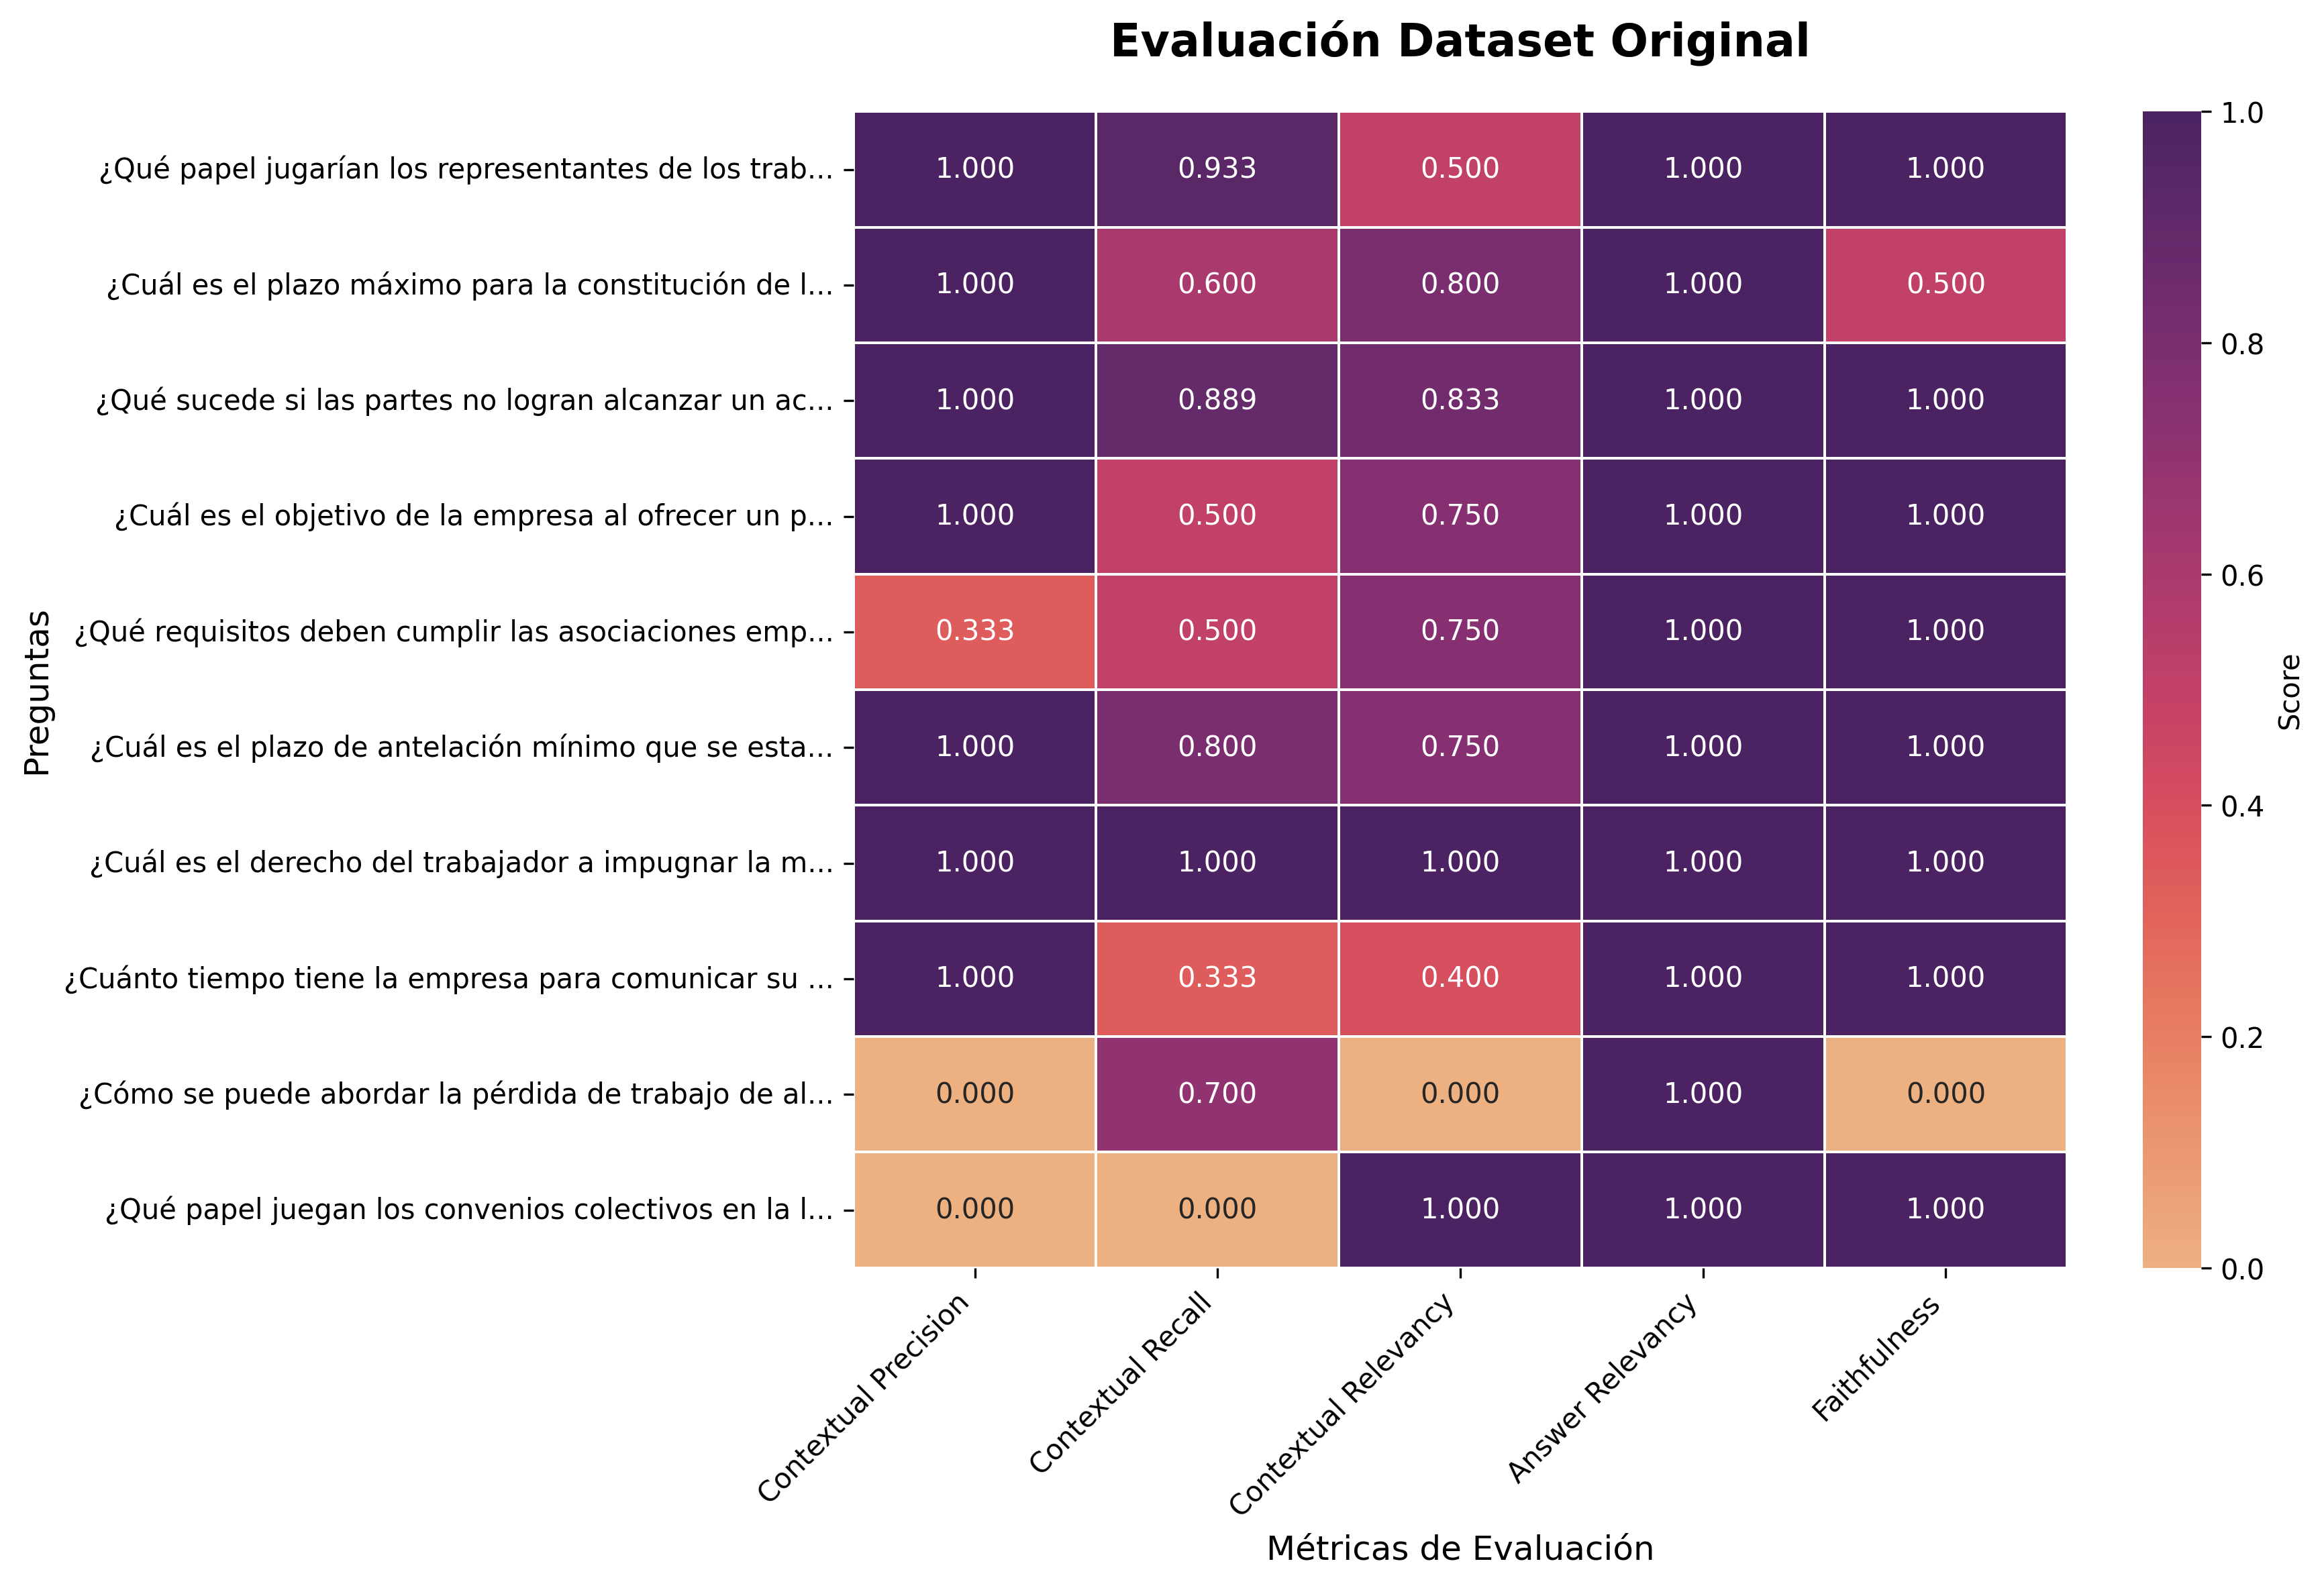 Evaluación Dataset Original
Preguntas
¿Qué papel jugarían los representantes de los trab... 1.000 0.933 0.500 1.000 1.000
¿Cuál es el plazo máximo para la constitución de l... 1.000 0.600 0.800 1.000 0.500
¿Qué sucede si las partes no logran alcanzar un ac... 1.000 0.889 0.833 1.000 1.000
¿Cuál es el objetivo de la empresa al ofrecer un p... 1.000 0.500 0.750 1.000 1.000
¿Qué requisitos deben cumplir las asociaciones emp... 0.333 0.500 0.750 1.000 1.000
¿Cuál es el plazo de antelación mínimo que se esta... 1.000 0.800 0.750 1.000 1.000
¿Cuál es el derecho del trabajador a impugnar la m... 1.000 1.000 1.000 1.000 1.000
¿Cuánto tiempo tiene la empresa para comunicar su ... 1.000 0.333 0.400 1.000 1.000
¿Cómo se puede abordar la pérdida de trabajo de al... 0.000 0.700 0.000 1.000 0.000
¿Qué papel juegan los convenios colectivos en la l... 0.000 0.000 1.000 1.000 1.000
Contextual Precision
Contextual Recall
Contextual Relevancy
Answer Relevancy
Faithfulness
Métricas de Evaluación
1.0
0.8
0.6
0.4
0.2
0.0
Score